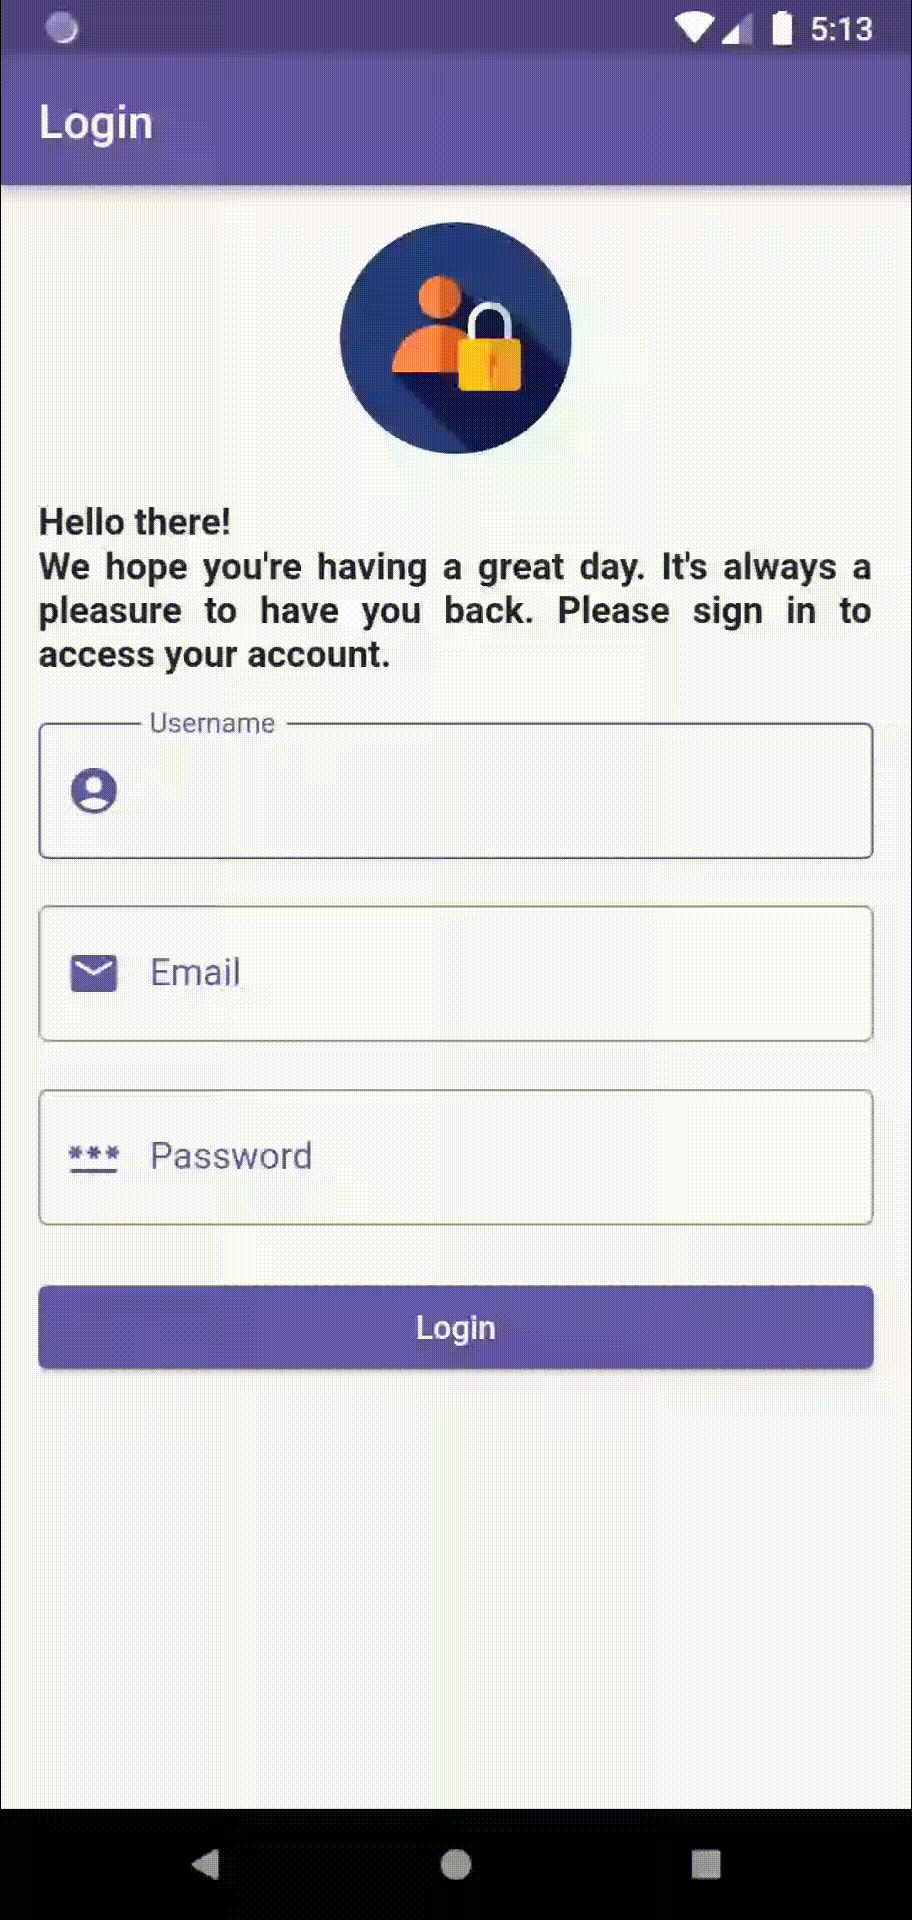 5:13
Login
Hello there!
We hope you're having a great day. It's always a
pleasure to have you back. Please sign in to
access your account.
Username
Email
*** Password
Login